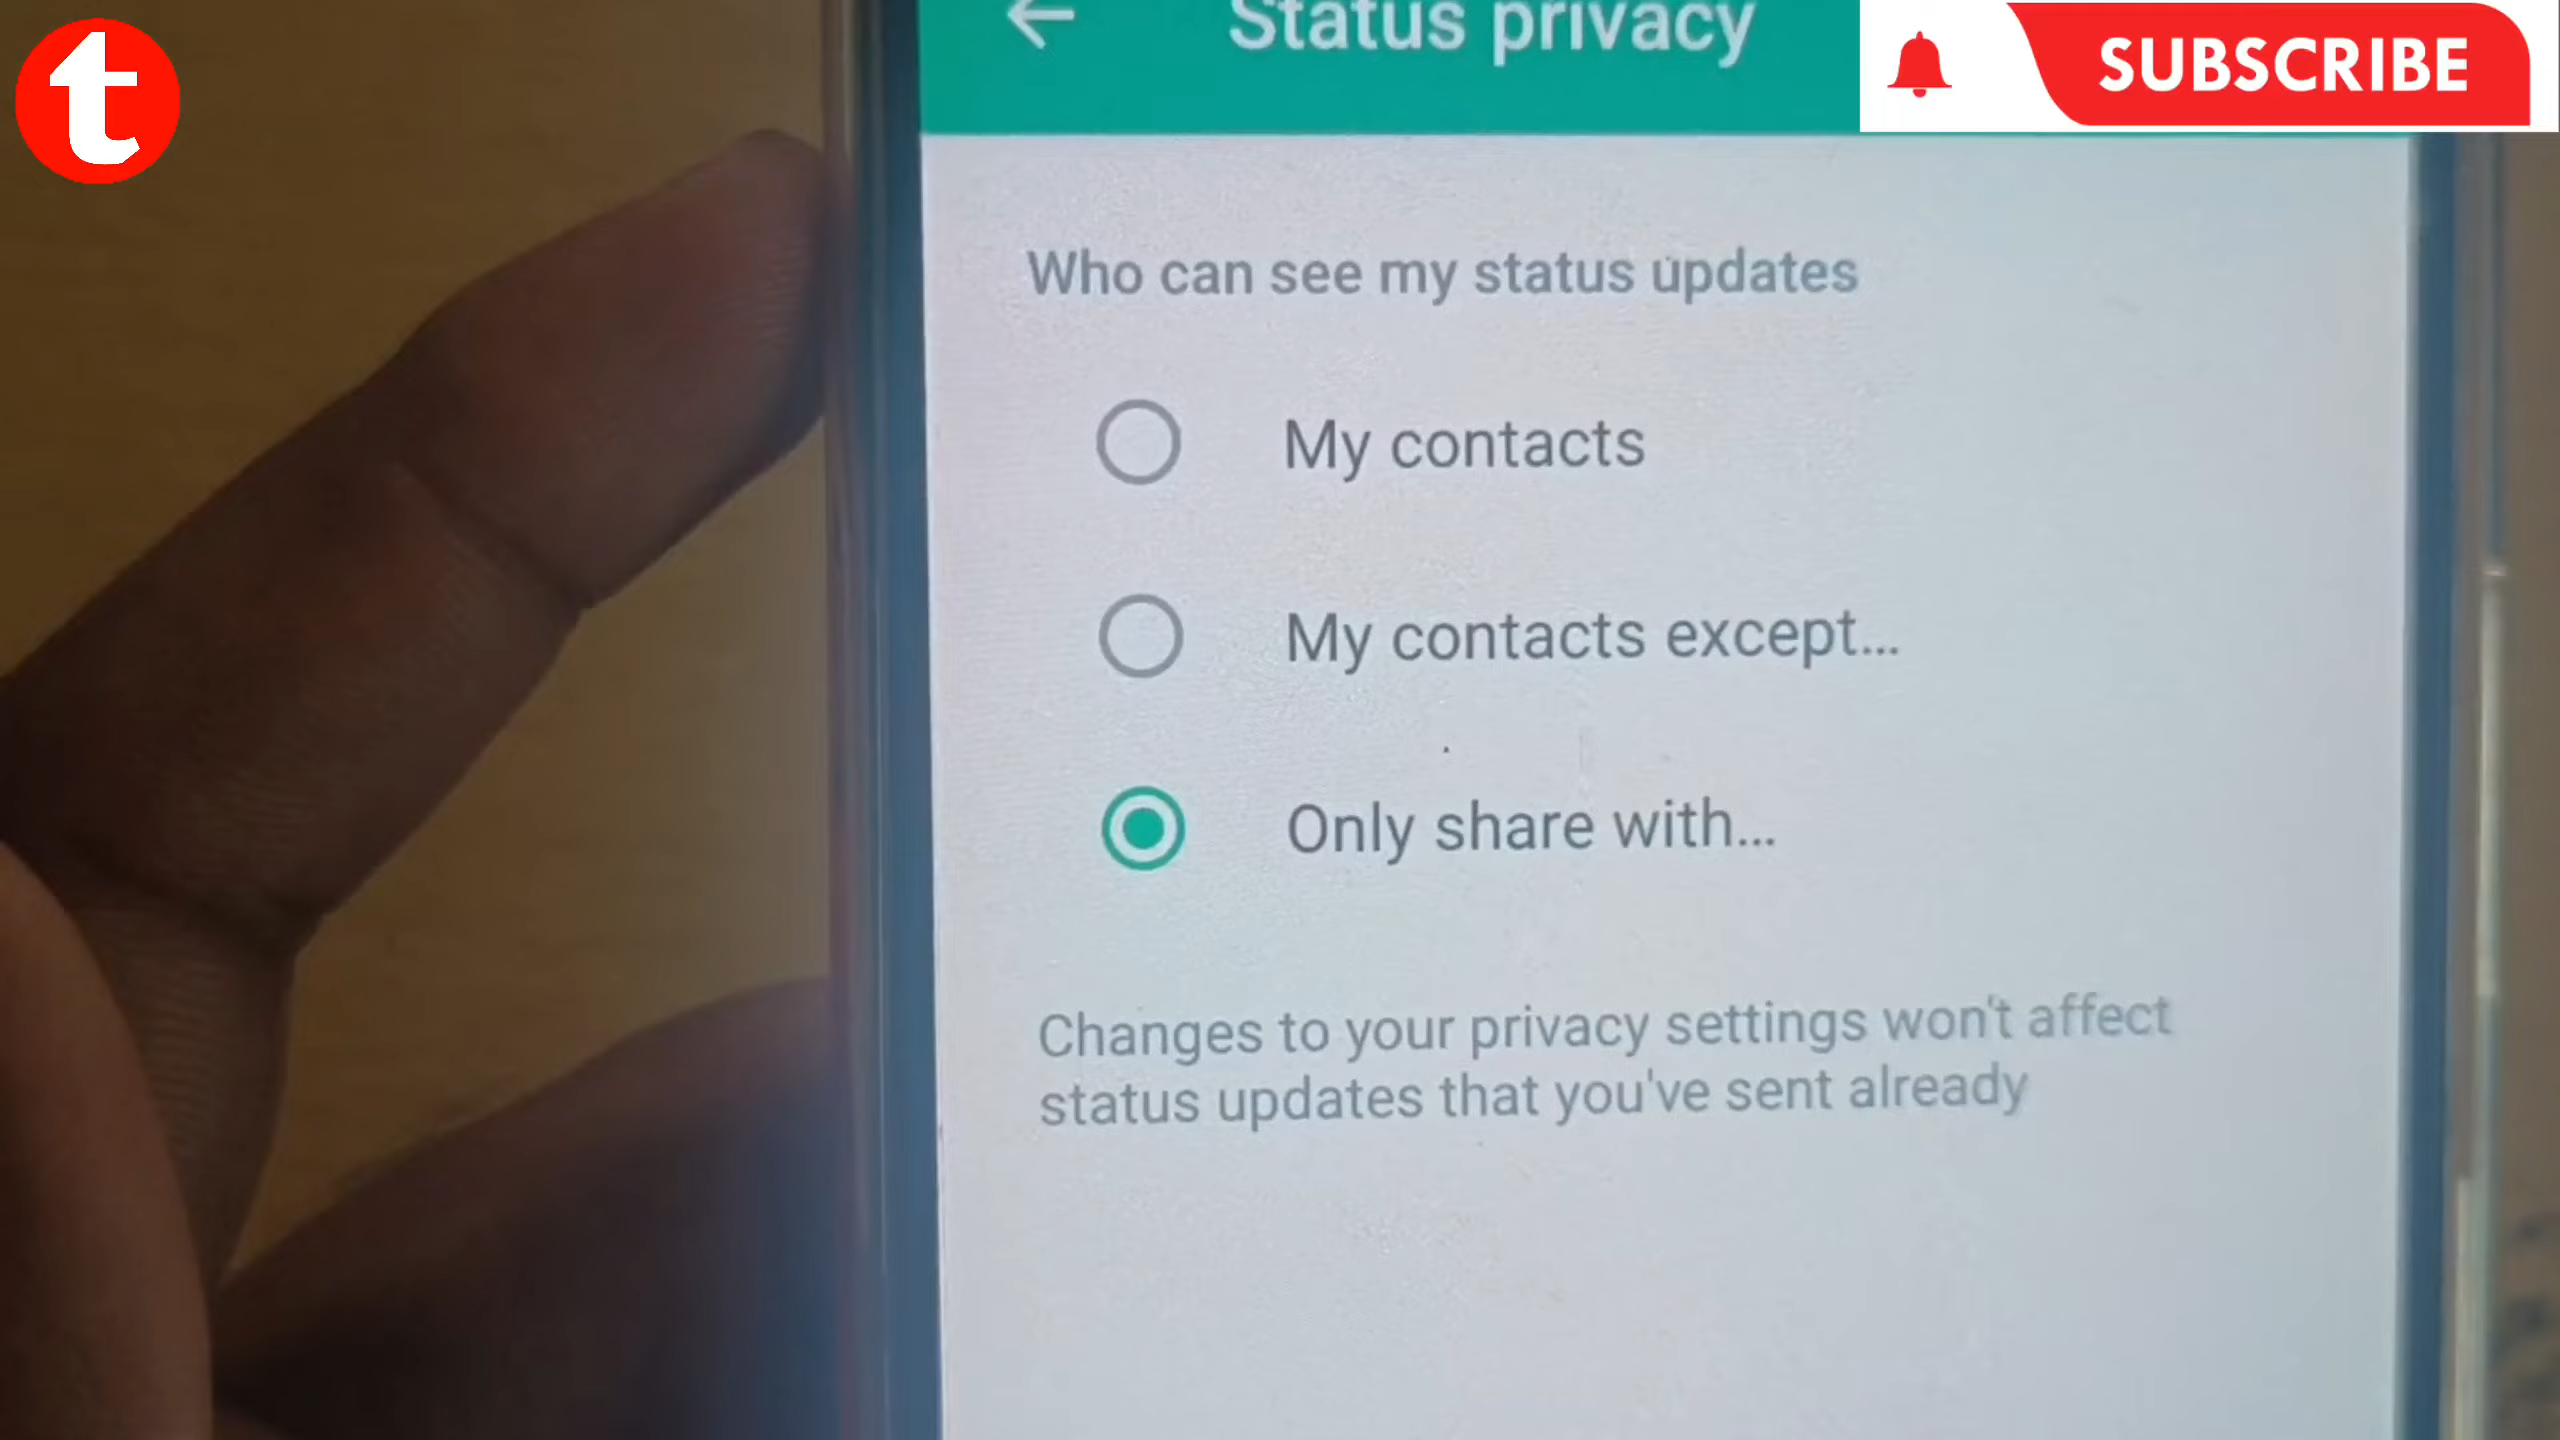 t
Status privacy
SUBSCRIBE
Who can see my status updates
My contacts
My contacts except...
Only share with...
Changes to your privacy settings won't affect
status updates that you've sent already